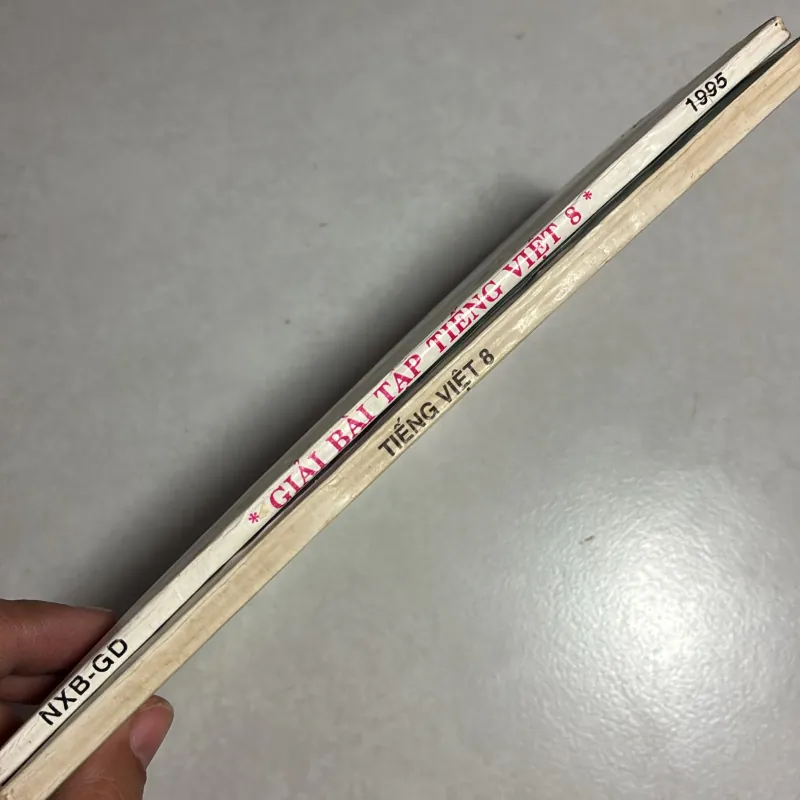 NXB-GD * GIẢI BÀI TẬP TIẾNG VIỆT 8 * 1995
TIẾNG VIỆT 8